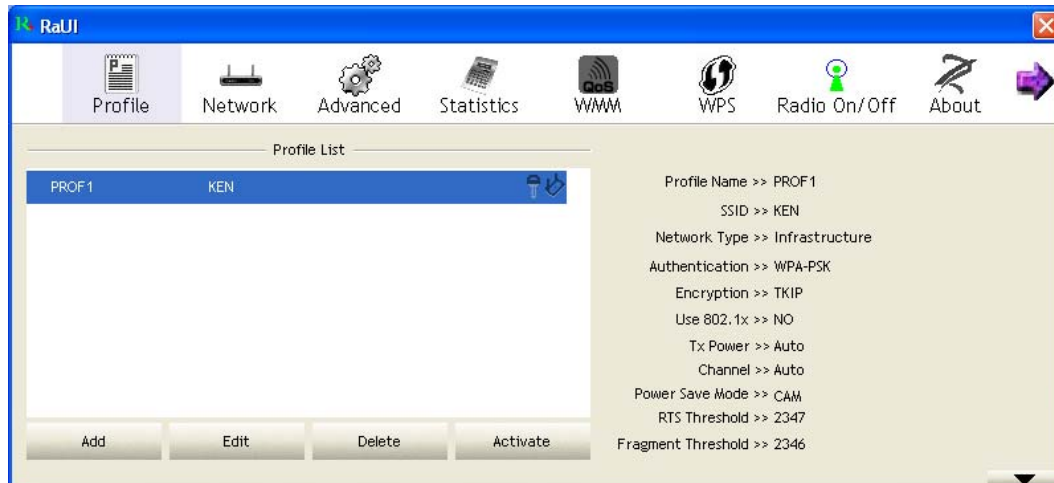 RaUI
Profile
Network
Advanced
Statistics
QoS
WMM
WPS
Radio On/Off
About
Profile List
PROF1 KEN
Profile Name >> PROF1
SSID >> KEN
Network Type >> Infrastructure
Authentication >> WPA-PSK
Encryption >> TKIP
Use 802.1x >> NO
Tx Power >> Auto
Channel >> Auto
Power Save Mode >> CAM
RTS Threshold >> 2347
Fragment Threshold >> 2346
Add
Edit
Delete
Activate